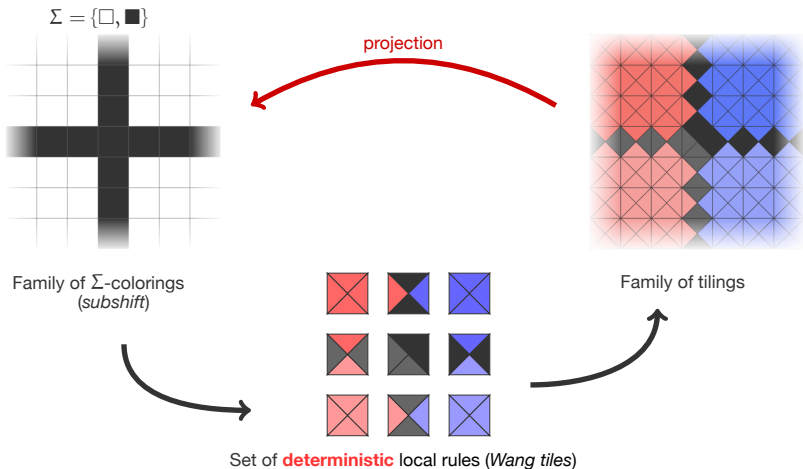 Σ = {□, ■}
projection
Family of Σ-colorings
(subshift)
Family of tilings
Set of deterministic local rules (Wang tiles)